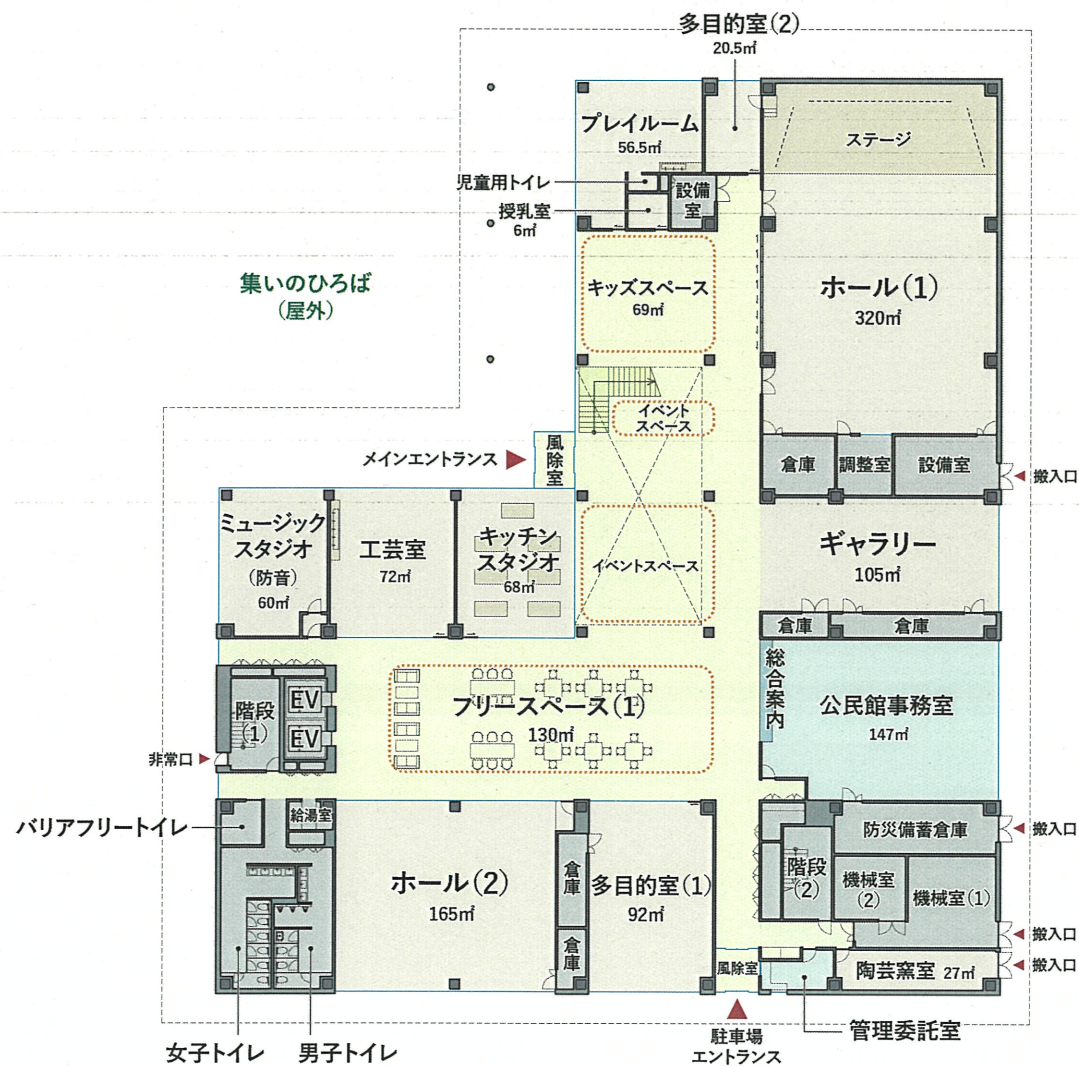 多目的室(2)
20.5㎡
プレイルーム
56.5㎡
ステージ
児童用トイレ
設備
室
授乳室
6㎡
集いのひろば
(屋外)
キッズスペース
69㎡
ホール(1)
320㎡
イベント
スペース
メインエントランス
風
除
室
倉庫
調整室
設備室
搬入口
ミュージック
スタジオ
(防音)
60㎡
工芸室
72㎡
キッチン
スタジオ
68㎡
イベントスペース
ギャラリー
105㎡
倉庫
倉庫
総
合
案
内
階段
(1)
EV
EV
フリースペース(1)
130㎡
公民館事務室
147㎡
非常口
バリアフリートイレ
給湯室
防災備蓄倉庫
搬入口
ホール(2)
165㎡
倉
庫
多目的室(1)
92㎡
階段
(2)
機械室
(2)
機械室(1)
倉
庫
搬入口
風除室
陶芸窯室 27㎡
搬入口
女子トイレ
男子トイレ
駐車場
エントランス
管理委託室